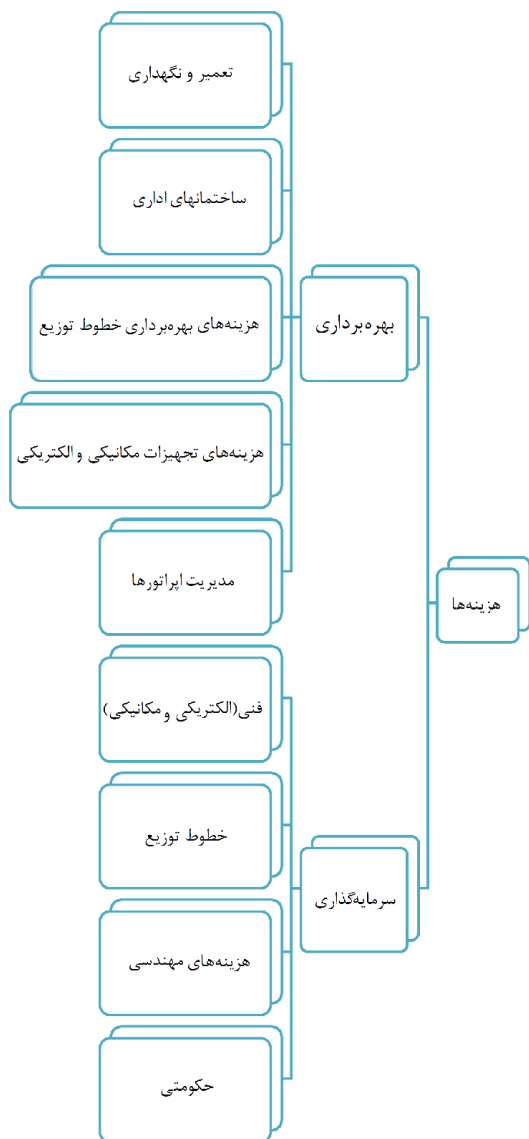 هزینه‌ها
بهره‌برداری
تعمیر و نگهداری
ساختمانهای اداری
هزینه‌های بهره‌برداری خطوط توزیع
هزینه‌های تجهیزات مکانیکی و الکتریکی
مدیریت اپراتورها
سرمایه‌گذاری
فنی(الکتریکی و مکانیکی)
خطوط توزیع
هزینه‌های مهندسی
حکومتی